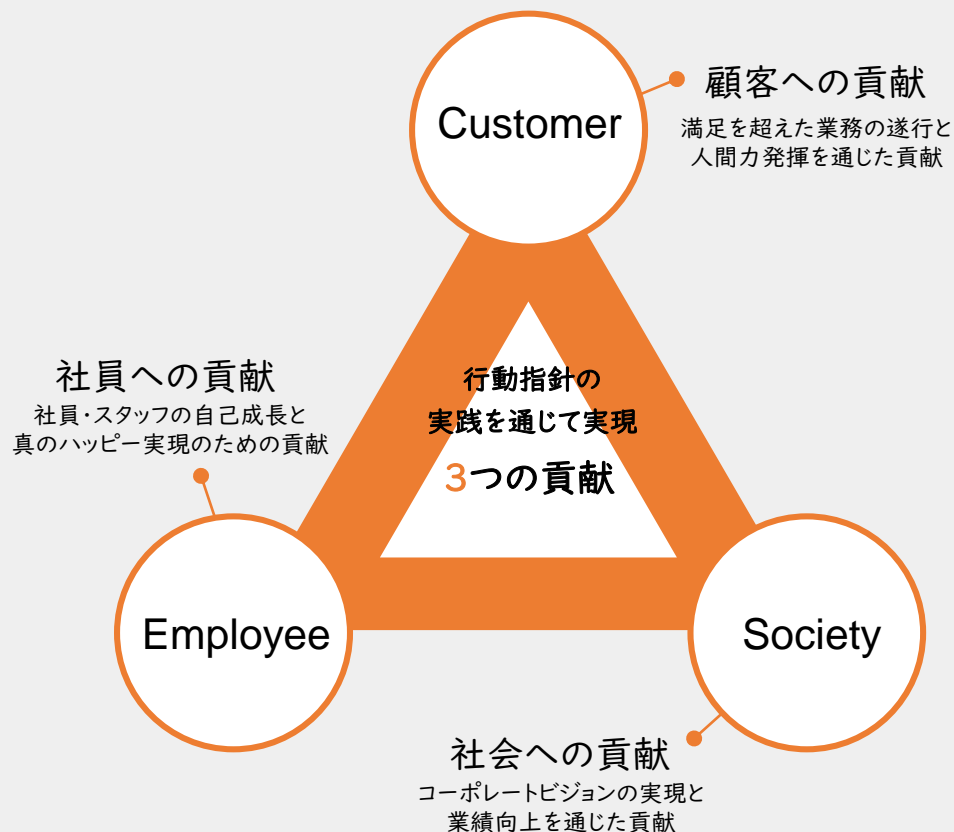 Customer
顧客への貢献
満足を超えた業務の遂行と
人間力発揮を通じた貢献
社員への貢献
社員・スタッフの自己成長と
真のハッピー実現のための貢献
行動指針の
実践を通じて実現
3つの貢献
Employee
Society
社会への貢献
コーポレートビジョンの実現と
業績向上を通じた貢献